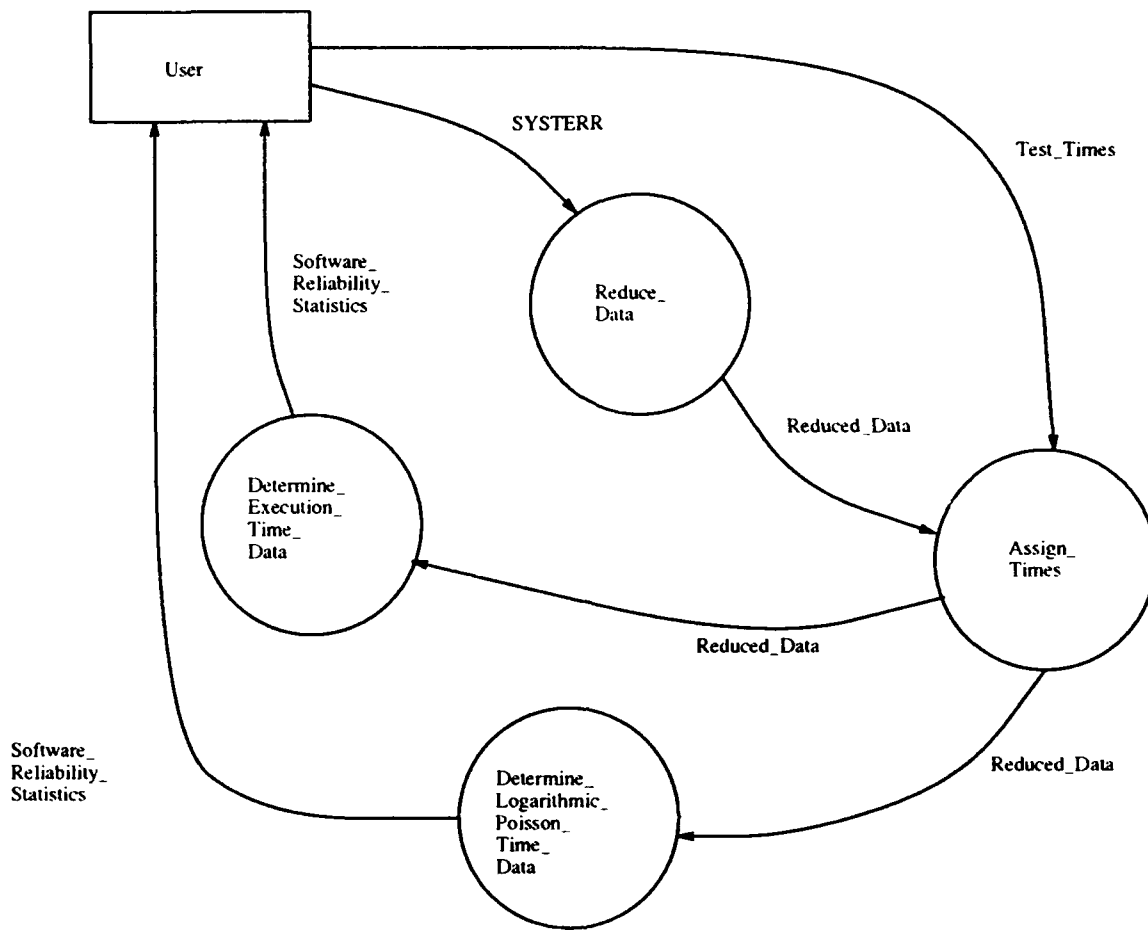 User
SYSTERR
Test_Times
Software_
Reliability_
Statistics
Reduce_
Data
Reduced_Data
Determine_
Execution_
Time_
Data
Assign_
Times
Reduced_Data
Software_
Reliability_
Statistics
Determine_
Logarithmic_
Poisson_
Time_
Data
Reduced_Data